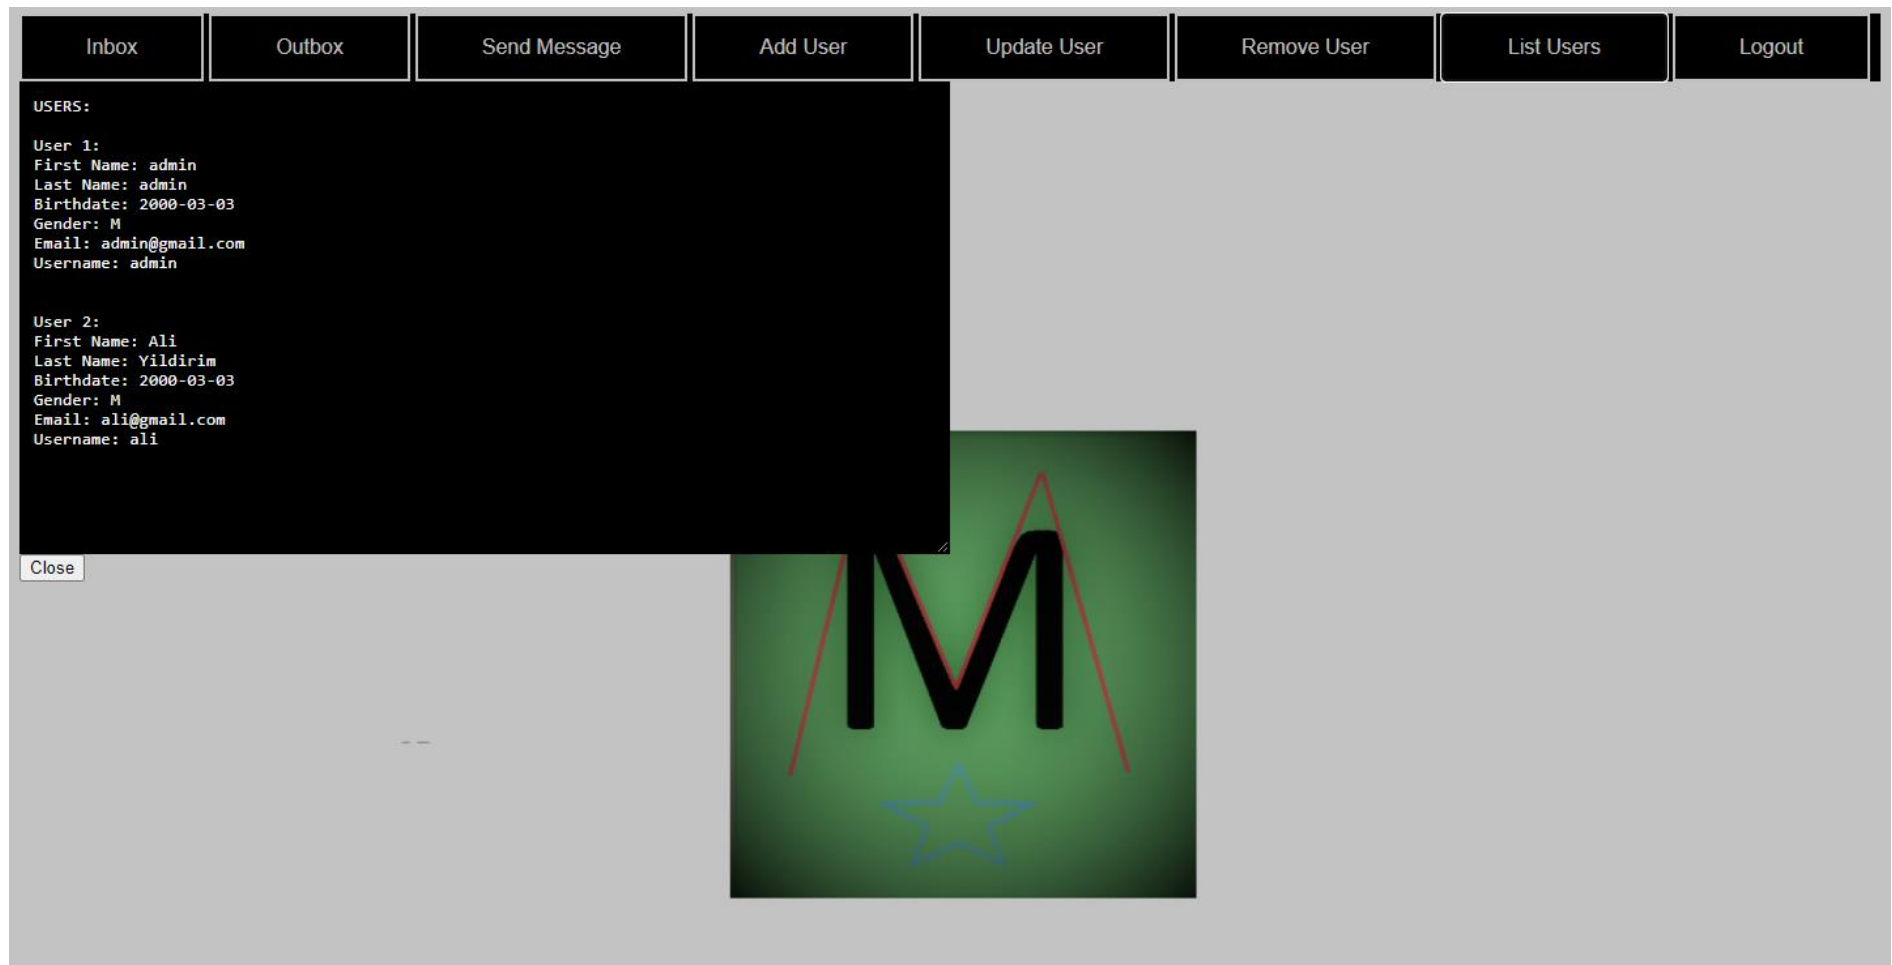 Inbox
Outbox
Send Message
Add User
Update User
Remove User
List Users
Logout
USERS:
User 1:
First Name: admin
Last Name: admin
Birthdate: 2000-03-03
Gender: M
Email: admin@gmail.com
Username: admin
User 2:
First Name: Ali
Last Name: Yildirim
Birthdate: 2000-03-03
Gender: M
Email: ali@gmail.com
Username: ali
Close
M